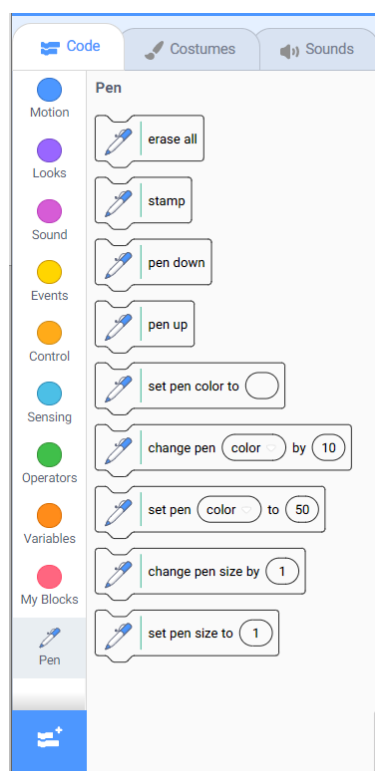 Code
Costumes
Sounds
Motion
Looks
Sound
Events
Control
Sensing
Operators
Variables
My Blocks
Pen
Pen
erase all
stamp
pen down
pen up
set pen color to
change pen color by 10
set pen color to 50
change pen size by 1
set pen size to 1